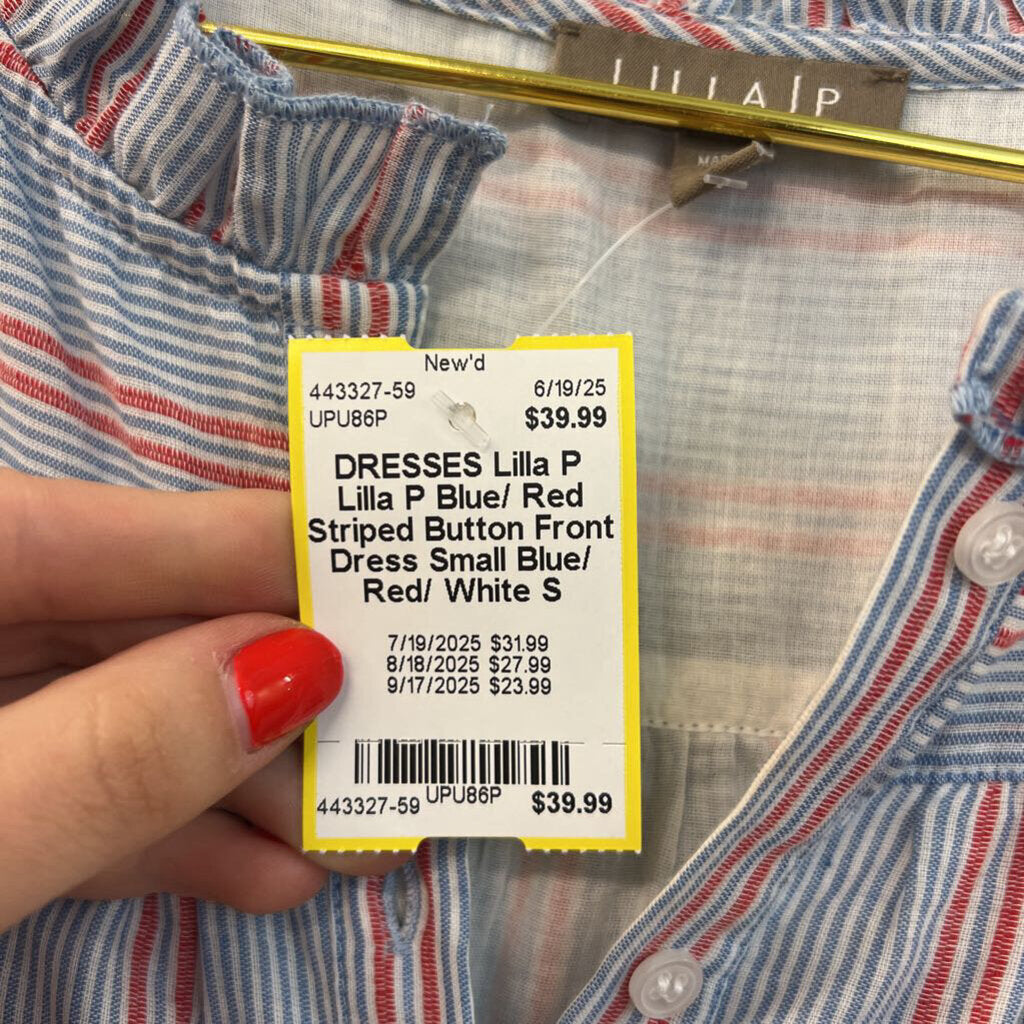 LILLA|P
New'd
443327-59 6/19/25
UPU86P $39.99
DRESSES Lilla P
Lilla P Blue/ Red
Striped Button Front
Dress Small Blue/
Red/ White S
7/19/2025 $31.99
8/18/2025 $27.99
9/17/2025 $23.99
443327-59 UPU86P $39.99